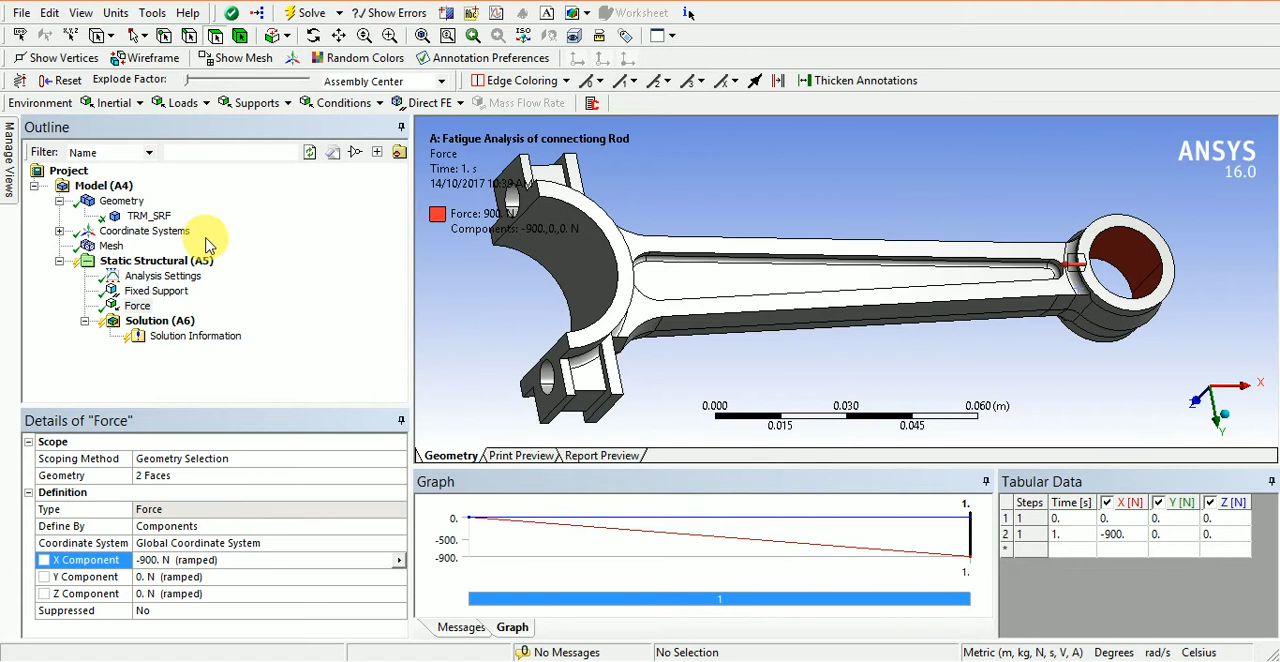 File Edit View Units Tools Help Solve ?/Show Errors Worksheet i
Show Vertices Wireframe Show Mesh Random Colors Annotation Preferences
Reset Explode Factor: Assembly Center Edge Coloring Thicken Annotations
Environment Inertial Loads Supports Conditions Direct FE Mass Flow Rate
Manage Views
Outline
Filter: Name
Project
Model (A4)
Geometry
TRM_SRF
Coordinate Systems
Mesh
Static Structural (A5)
Analysis Settings
Fixed Support
Force
Solution (A6)
Solution Information
A: Fatigue Analysis of connectiong Rod
Force
Time: 1. s
14/10/2017 10:39 AM
Force: 900. N
Components: -900.,0.,0. N
ANSYS
16.0
0.000 0.030 0.060 (m)
0.015 0.045
X
Y
Z
Geometry Print Preview Report Preview
Details of "Force"
Scope
Scoping Method Geometry Selection
Geometry 2 Faces
Definition
Type Force
Define By Components
Coordinate System Global Coordinate System
X Component -900. N (ramped)
Y Component 0. N (ramped)
Z Component 0. N (ramped)
Suppressed No
Graph
1.
0.
-500.
-900.
1.
1
Messages Graph
Tabular Data
Steps Time [s] X [N] Y [N] Z [N]
1 1 0. 0. 0. 0.
2 1 1. -900. 0. 0.
*
No Messages No Selection Metric (m, kg, N, s, V, A) Degrees rad/s Celsius